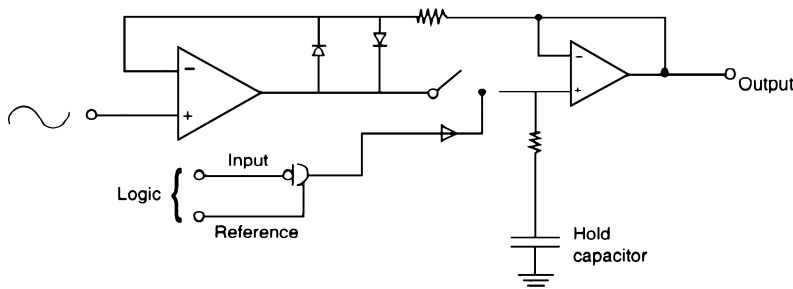 −
+
−
+
Output
Input
Logic {
Reference
Hold
capacitor